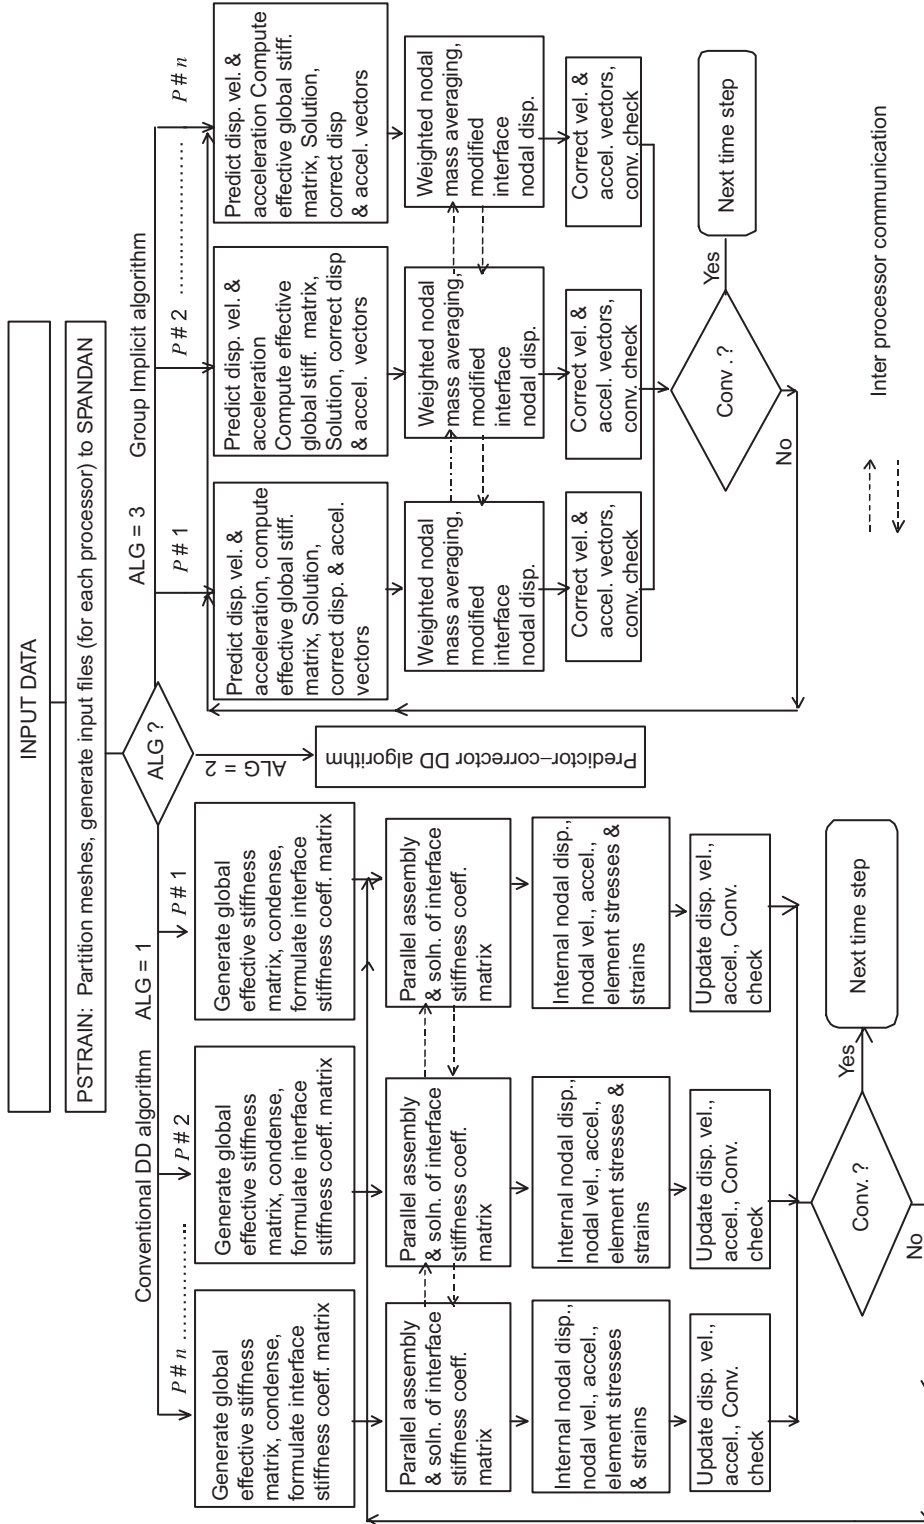 INPUT DATA
PSTRAIN: Partition meshes, generate input files (for each processor) to SPANDAN
ALG ?
Conventional DD algorithm
ALG = 1
ALG = 2
ALG = 3
Group Implicit algorithm
P # n ..................
P # 2
P # 1
Generate global
effective stiffness
matrix, condense,
formulate interface
stiffness coeff. matrix
Generate global
effective stiffness
matrix, condense,
formulate interface
stiffness coeff. matrix
Generate global
effective stiffness
matrix, condense,
formulate interface
stiffness coeff. matrix
Parallel assembly
& soln. of interface
stiffness coeff.
matrix
Parallel assembly
& soln. of interface
stiffness coeff.
matrix
Parallel assembly
& soln. of interface
stiffness coeff.
matrix
Internal nodal disp.,
nodal vel., accel.,
element stresses
& strains
Internal nodal disp.,
nodal vel., accel.,
element stresses &
strains
Internal nodal disp.,
nodal vel., accel.,
element stresses &
strains
Update disp. vel.,
accel., Conv.
check
Update disp. vel.,
accel., Conv.
check
Update disp. vel.,
accel., Conv.
check
Conv. ?
Yes
Next time step
No
Predictor–corrector DD algorithm
P # 1
P # 2 ..................
P # n
Predict disp. vel. &
acceleration, compute
effective global stiff.
matrix, Solution,
correct disp. & accel.
vectors
Predict disp. vel. &
acceleration
Compute effective
global stiff. matrix,
Solution, correct disp
& accel. vectors
Predict disp. vel. &
acceleration Compute
effective global stiff.
matrix, Solution,
correct disp
& accel. vectors
Weighted nodal
mass averaging,
modified
interface
nodal disp.
Weighted nodal
mass averaging,
modified
interface
nodal disp.
Weighted nodal
mass averaging,
modified
interface
nodal disp.
Correct vel. &
accel. vectors,
conv. check
Correct vel. &
accel. vectors,
conv. check
Correct vel. &
accel. vectors,
conv. check
Conv. ?
Yes
Next time step
No
Inter processor communication